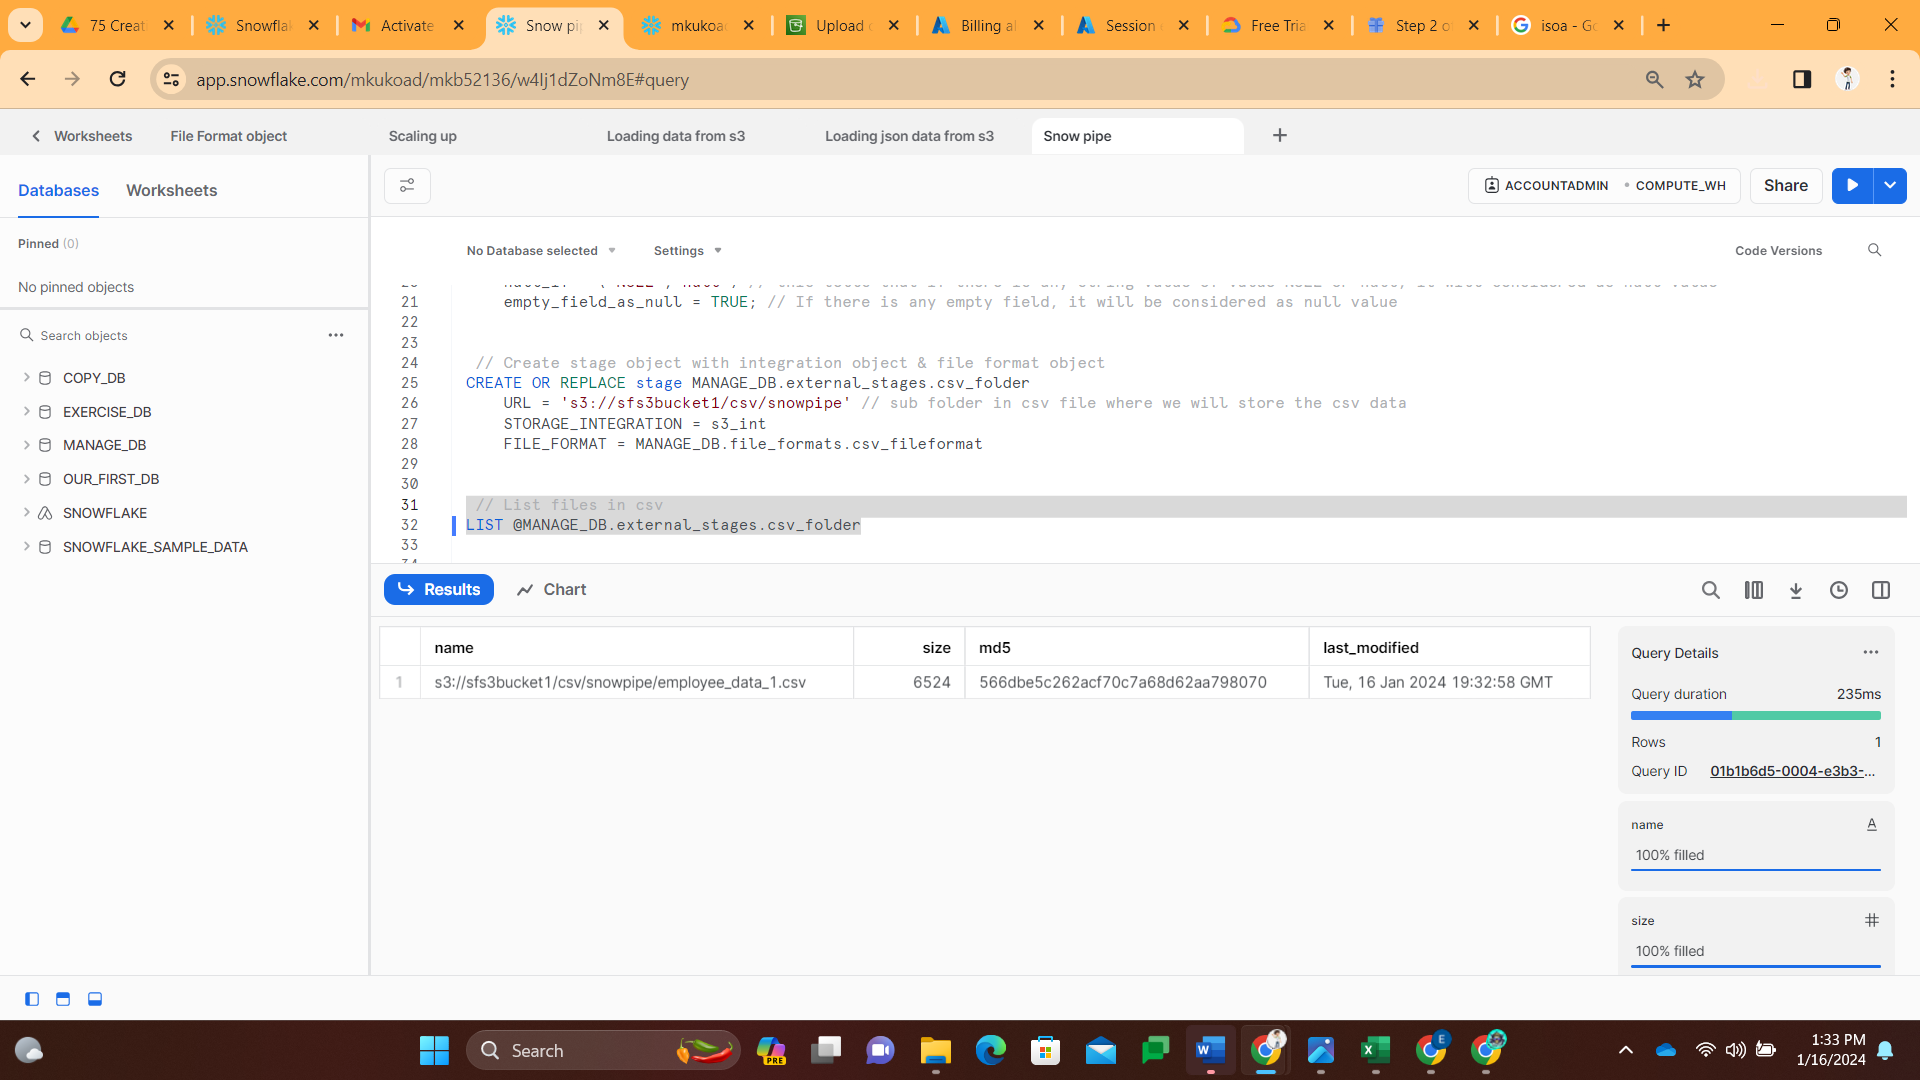 75 Creat
Snowflak
Activate
Snow pi
mkukoa
Upload
Billing al
Session
Free Tria
Step 2 o
isoa - Go
app.snowflake.com/mkukoad/mkb52136/w4Ij1dZoNm8E#query
Worksheets
File Format object
Scaling up
Loading data from s3
Loading json data from s3
Snow pipe
Databases
Worksheets
ACCOUNTADMIN
COMPUTE_WH
Share
Pinned (0)
No pinned objects
No Database selected
Settings
Code Versions
Search objects
COPY_DB
EXERCISE_DB
MANAGE_DB
OUR_FIRST_DB
SNOWFLAKE
SNOWFLAKE_SAMPLE_DATA
21 empty_field_as_null = TRUE; // If there is any empty field, it will be considered as null value
22
23
24 // Create stage object with integration object & file format object
25 CREATE OR REPLACE stage MANAGE_DB.external_stages.csv_folder
26 URL = 's3://sfs3bucket1/csv/snowpipe' // sub folder in csv file where we will store the csv data
27 STORAGE_INTEGRATION = s3_int
28 FILE_FORMAT = MANAGE_DB.file_formats.csv_fileformat
29
30
31 // List files in csv
32 LIST @MANAGE_DB.external_stages.csv_folder
33
Results
Chart
name size md5 last_modified
1 s3://sfs3bucket1/csv/snowpipe/employee_data_1.csv 6524 566dbe5c262acf70c7a68d62aa798070 Tue, 16 Jan 2024 19:32:58 GMT
Query Details
Query duration 235ms
Rows 1
Query ID 01b1b6d5-0004-e3b3-...
name
100% filled
size
100% filled
Search
PRE
E
1:33 PM
1/16/2024